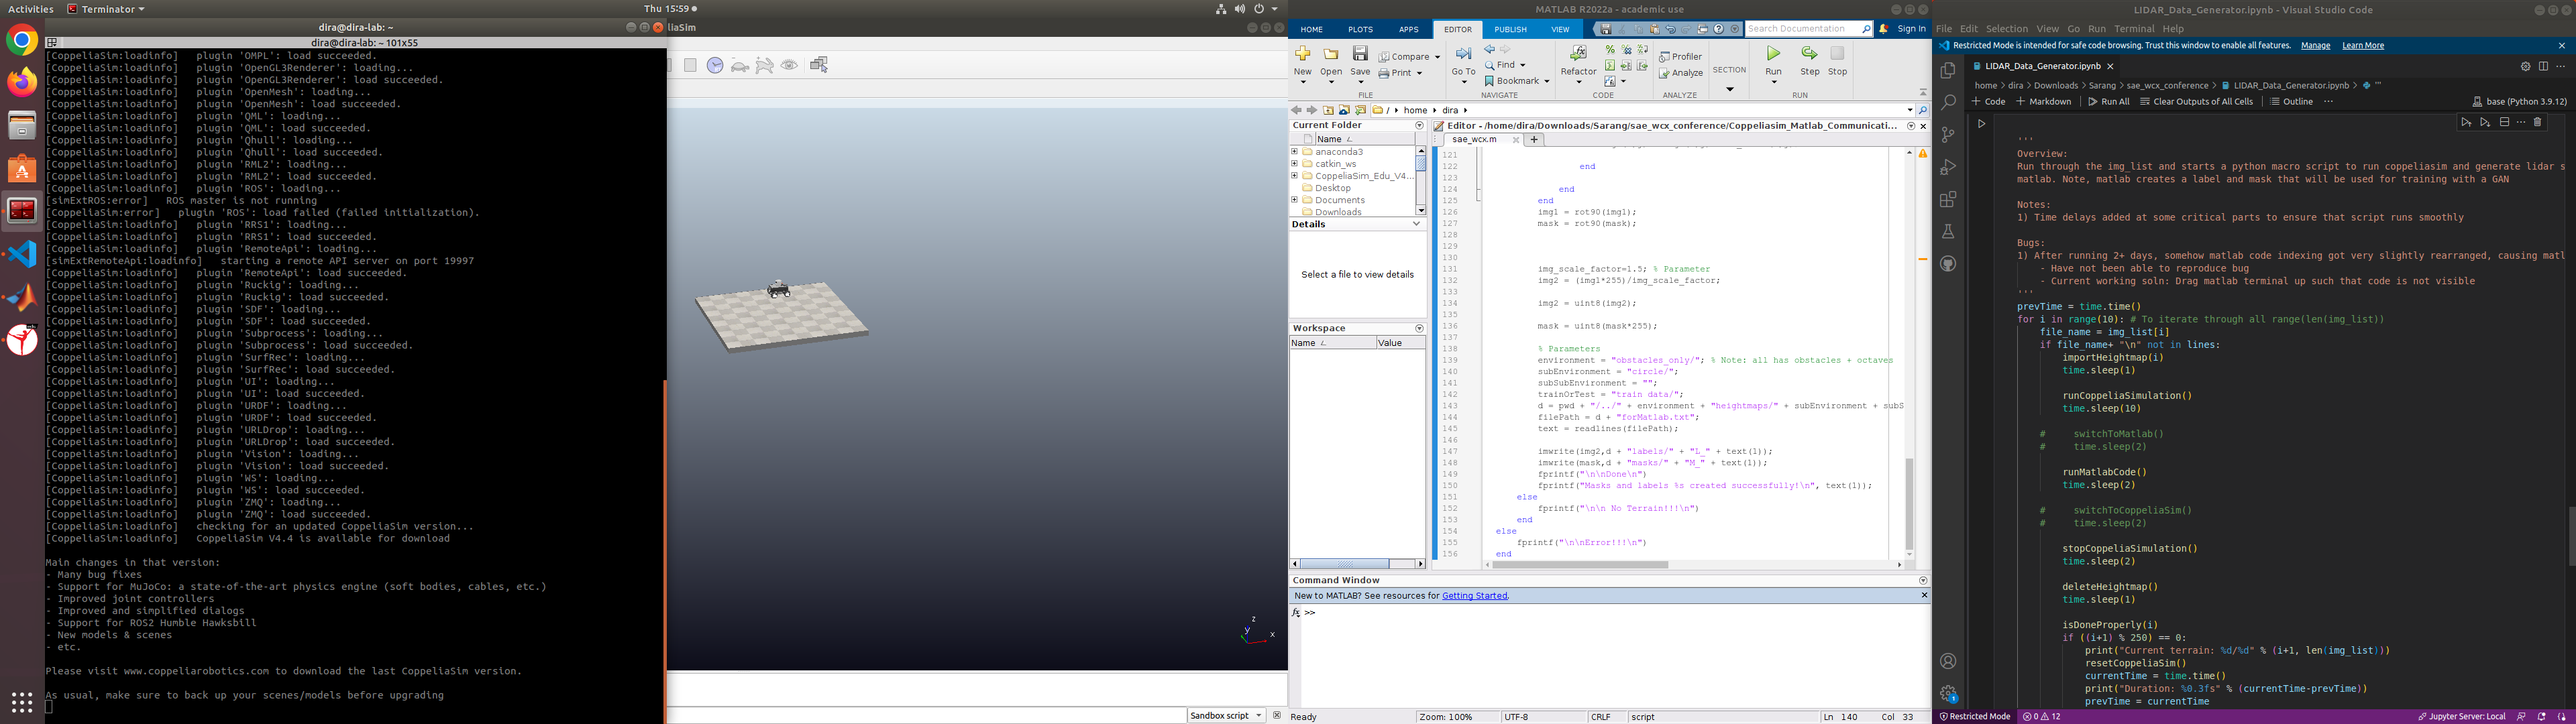 Activities
Terminator
Thu 15:59
dira@dira-lab: ~
dira@dira-lab: ~ 101x55
[CoppeliaSim:loadinfo]   plugin 'OMPL': load succeeded.
[CoppeliaSim:loadinfo]   plugin 'OpenGL3Renderer': loading...
[CoppeliaSim:loadinfo]   plugin 'OpenGL3Renderer': load succeeded.
[CoppeliaSim:loadinfo]   plugin 'OpenMesh': loading...
[CoppeliaSim:loadinfo]   plugin 'OpenMesh': load succeeded.
[CoppeliaSim:loadinfo]   plugin 'QML': loading...
[CoppeliaSim:loadinfo]   plugin 'QML': load succeeded.
[CoppeliaSim:loadinfo]   plugin 'Qhull': loading...
[CoppeliaSim:loadinfo]   plugin 'Qhull': load succeeded.
[CoppeliaSim:loadinfo]   plugin 'RML2': loading...
[CoppeliaSim:loadinfo]   plugin 'RML2': load succeeded.
[CoppeliaSim:loadinfo]   plugin 'ROS': loading...
[simExtROS:error]   ROS master is not running
[CoppeliaSim:error]   plugin 'ROS': load failed (failed initialization).
[CoppeliaSim:loadinfo]   plugin 'RRS1': loading...
[CoppeliaSim:loadinfo]   plugin 'RRS1': load succeeded.
[CoppeliaSim:loadinfo]   plugin 'RemoteApi': loading...
[simExtRemoteApi:loadinfo]   starting a remote API server on port 19997
[CoppeliaSim:loadinfo]   plugin 'RemoteApi': load succeeded.
[CoppeliaSim:loadinfo]   plugin 'Ruckig': loading...
[CoppeliaSim:loadinfo]   plugin 'Ruckig': load succeeded.
[CoppeliaSim:loadinfo]   plugin 'SDF': loading...
[CoppeliaSim:loadinfo]   plugin 'SDF': load succeeded.
[CoppeliaSim:loadinfo]   plugin 'Subprocess': loading...
[CoppeliaSim:loadinfo]   plugin 'Subprocess': load succeeded.
[CoppeliaSim:loadinfo]   plugin 'SurfRec': loading...
[CoppeliaSim:loadinfo]   plugin 'SurfRec': load succeeded.
[CoppeliaSim:loadinfo]   plugin 'UI': loading...
[CoppeliaSim:loadinfo]   plugin 'UI': load succeeded.
[CoppeliaSim:loadinfo]   plugin 'URDF': loading...
[CoppeliaSim:loadinfo]   plugin 'URDF': load succeeded.
[CoppeliaSim:loadinfo]   plugin 'URLDrop': loading...
[CoppeliaSim:loadinfo]   plugin 'URLDrop': load succeeded.
[CoppeliaSim:loadinfo]   plugin 'Vision': loading...
[CoppeliaSim:loadinfo]   plugin 'Vision': load succeeded.
[CoppeliaSim:loadinfo]   plugin 'WS': loading...
[CoppeliaSim:loadinfo]   plugin 'WS': load succeeded.
[CoppeliaSim:loadinfo]   plugin 'ZMQ': loading...
[CoppeliaSim:loadinfo]   plugin 'ZMQ': load succeeded.
[CoppeliaSim:loadinfo]   checking for an updated CoppeliaSim version...
[CoppeliaSim:loadinfo]   CoppeliaSim V4.4 is available for download
Main changes in that version:
- Many bug fixes
- Support for MuJoCo: a state-of-the-art physics engine (soft bodies, cables, etc.)
- Improved joint controllers
- Improved and simplified dialogs
- Support for ROS2 Humble Hawksbill
- New models & scenes
- etc.
Please visit www.coppeliarobotics.com to download the last CoppeliaSim version.
As usual, make sure to back up your scenes/models before upgrading
liaSim
z
y
x
Sandbox script
MATLAB R2022a - academic use
HOME PLOTS APPS EDITOR PUBLISH VIEW
Search Documentation
Sign In
New Open Save
Compare
Print
FILE
Go To
Find
Bookmark
NAVIGATE
Refactor
CODE
Profiler
Analyze
ANALYZE
SECTION
Run Step Stop
RUN
/ home dira
Current Folder
Name
anaconda3
catkin_ws
CoppeliaSim_Edu_V4...
Desktop
Documents
Downloads
Details
Select a file to view details
Workspace
Name Value
Editor - /home/dira/Downloads/Sarang/sae_wcx_conference/Coppeliasim_Matlab_Communicati...
sae_wcx.m
121
122 end
123
124 end
125 end
126 img1 = rot90(img1);
127 mask = rot90(mask);
128
129
130
131 img_scale_factor=1.5; % Parameter
132 img2 = (img1*255)/img_scale_factor;
133
134 img2 = uint8(img2);
135
136 mask = uint8(mask*255);
137
138 % Parameters
139 environment = "obstacles_only/"; % Note: all has obstacles + octaves
140 subEnvironment = "circle/";
141 subSubEnvironment = "";
142 trainOrTest = "train data/";
143 d = pwd + "/../" + environment + "heightmaps/" + subEnvironment + subS
144 filePath = d + "forMatlab.txt";
145 text = readlines(filePath);
146
147 imwrite(img2,d + "labels/" + "L_" + text(1));
148 imwrite(mask,d + "masks/" + "M_" + text(1));
149 fprintf("\n\nDone\n")
150 fprintf("Masks and labels %s created successfully!\n", text(1));
151 else
152 fprintf("\n\n No Terrain!!!\n")
153 end
154 else
155 fprintf("\n\nError!!!\n")
156 end
Command Window
New to MATLAB? See resources for Getting Started.
fx >>
Ready
Zoom: 100% UTF-8 CRLF script Ln 140 Col 33
LIDAR_Data_Generator.ipynb - Visual Studio Code
File Edit Selection View Go Run Terminal Help
Restricted Mode is intended for safe code browsing. Trust this window to enable all features. Manage Learn More
LIDAR_Data_Generator.ipynb
home > dira > Downloads > Sarang > sae_wcx_conference > LIDAR_Data_Generator.ipynb > '''
+ Code + Markdown Run All Clear Outputs of All Cells Outline ...
base (Python 3.9.12)
'''
Overview:
Run through the img_list and starts a python macro script to run coppeliasim and generate lidar s
matlab. Note, matlab creates a label and mask that will be used for training with a GAN
Notes:
1) Time delays added at some critical parts to ensure that script runs smoothly
Bugs:
1) After running 2+ days, somehow matlab code indexing got very slightly rearranged, causing matl
- Have not been able to reproduce bug
- Current working soln: Drag matlab terminal up such that code is not visible
'''
prevTime = time.time()
for i in range(10): # To iterate through all range(len(img_list))
file_name = img_list[i]
if file_name+ "\n" not in lines:
importHeightmap(i)
time.sleep(1)
runCoppeliaSimulation()
time.sleep(10)
# switchToMatlab()
# time.sleep(2)
runMatlabCode()
time.sleep(2)
# switchToCoppeliaSim()
# time.sleep(2)
stopCoppeliaSimulation()
time.sleep(2)
deleteHeightmap()
time.sleep(1)
isDoneProperly(i)
if ((i+1) % 250) == 0:
print("Current terrain: %d/%d" % (i+1, len(img_list)))
resetCoppeliaSim()
currentTime = time.time()
print("Duration: %0.3fs" % (currentTime-prevTime))
prevTime = currentTime
Restricted Mode 0 12
Jupyter Server: Local